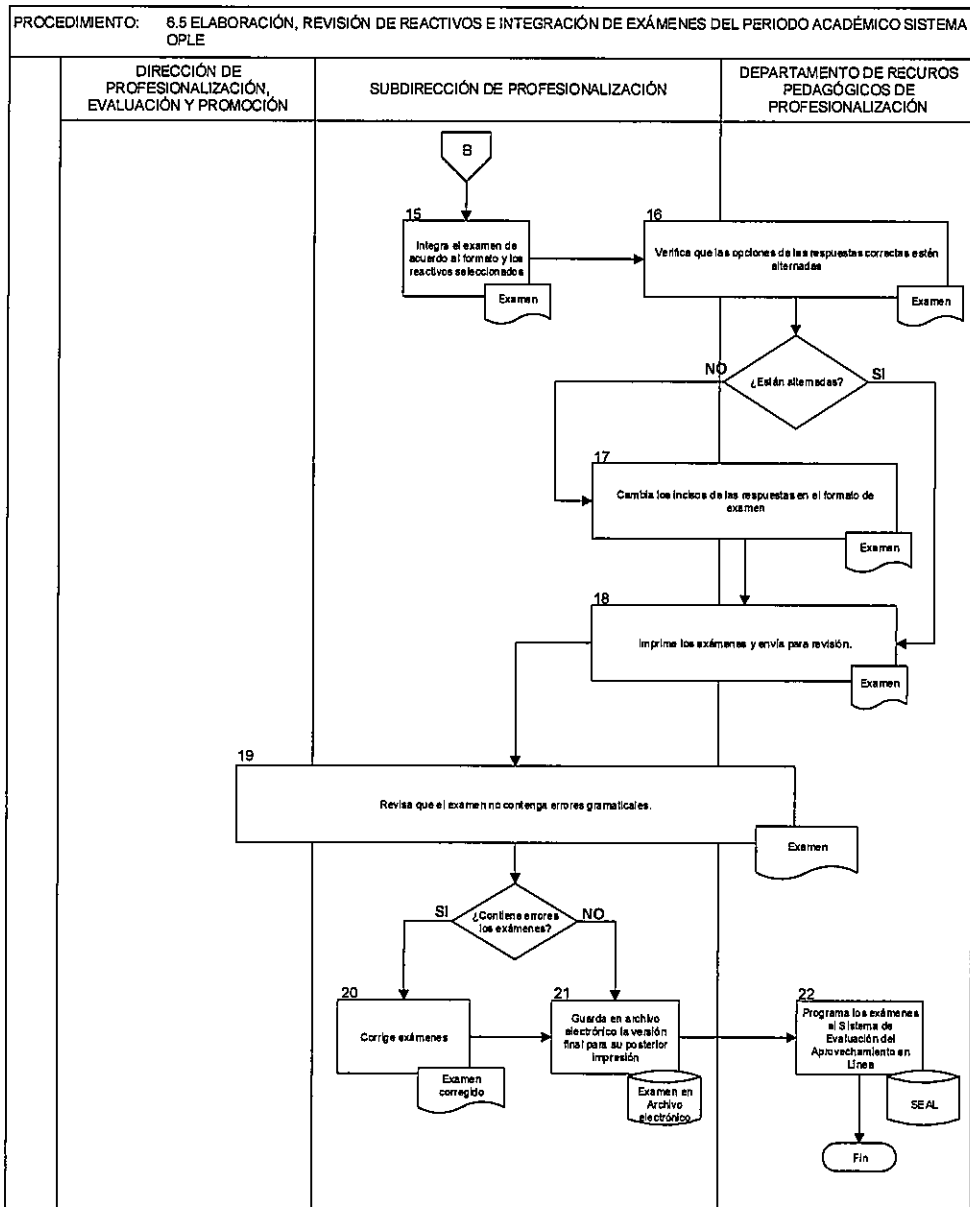 PROCEDIMIENTO: 6.5 ELABORACIÓN, REVISIÓN DE REACTIVOS E INTEGRACIÓN DE EXÁMENES DEL PERIODO ACADÉMICO SISTEMA
OPLE
DIRECCIÓN DE
PROFESIONALIZACIÓN,
EVALUACIÓN Y PROMOCIÓN
SUBDIRECCIÓN DE PROFESIONALIZACIÓN
DEPARTAMENTO DE RECUROS
PEDAGÓGICOS DE
PROFESIONALIZACIÓN
B
15
Integra el examen de
acuerdo al formato y los
reactivos seleccionados
Examen
16
Verifica que las opciones de las respuestas correctas estén
alternadas
Examen
¿Están alternadas?
NO
SI
17
Cambia los incisos de las respuestas en el formato de
examen
Examen
18
Imprime los exámenes y envía para revisión.
Examen
19
Revisa que el examen no contenga errores gramaticales.
Examen
¿Contiene errores
los exámenes?
SI
NO
20
Corrige exámenes
Examen
corregido
21
Guarda en archivo
electrónico la versión
final para su posterior
impresión
Examen en
Archivo
electrónico
22
Programa los exámenes
al Sistema de
Evaluación del
Aprovechamiento en
Línea
SEAL
Fin